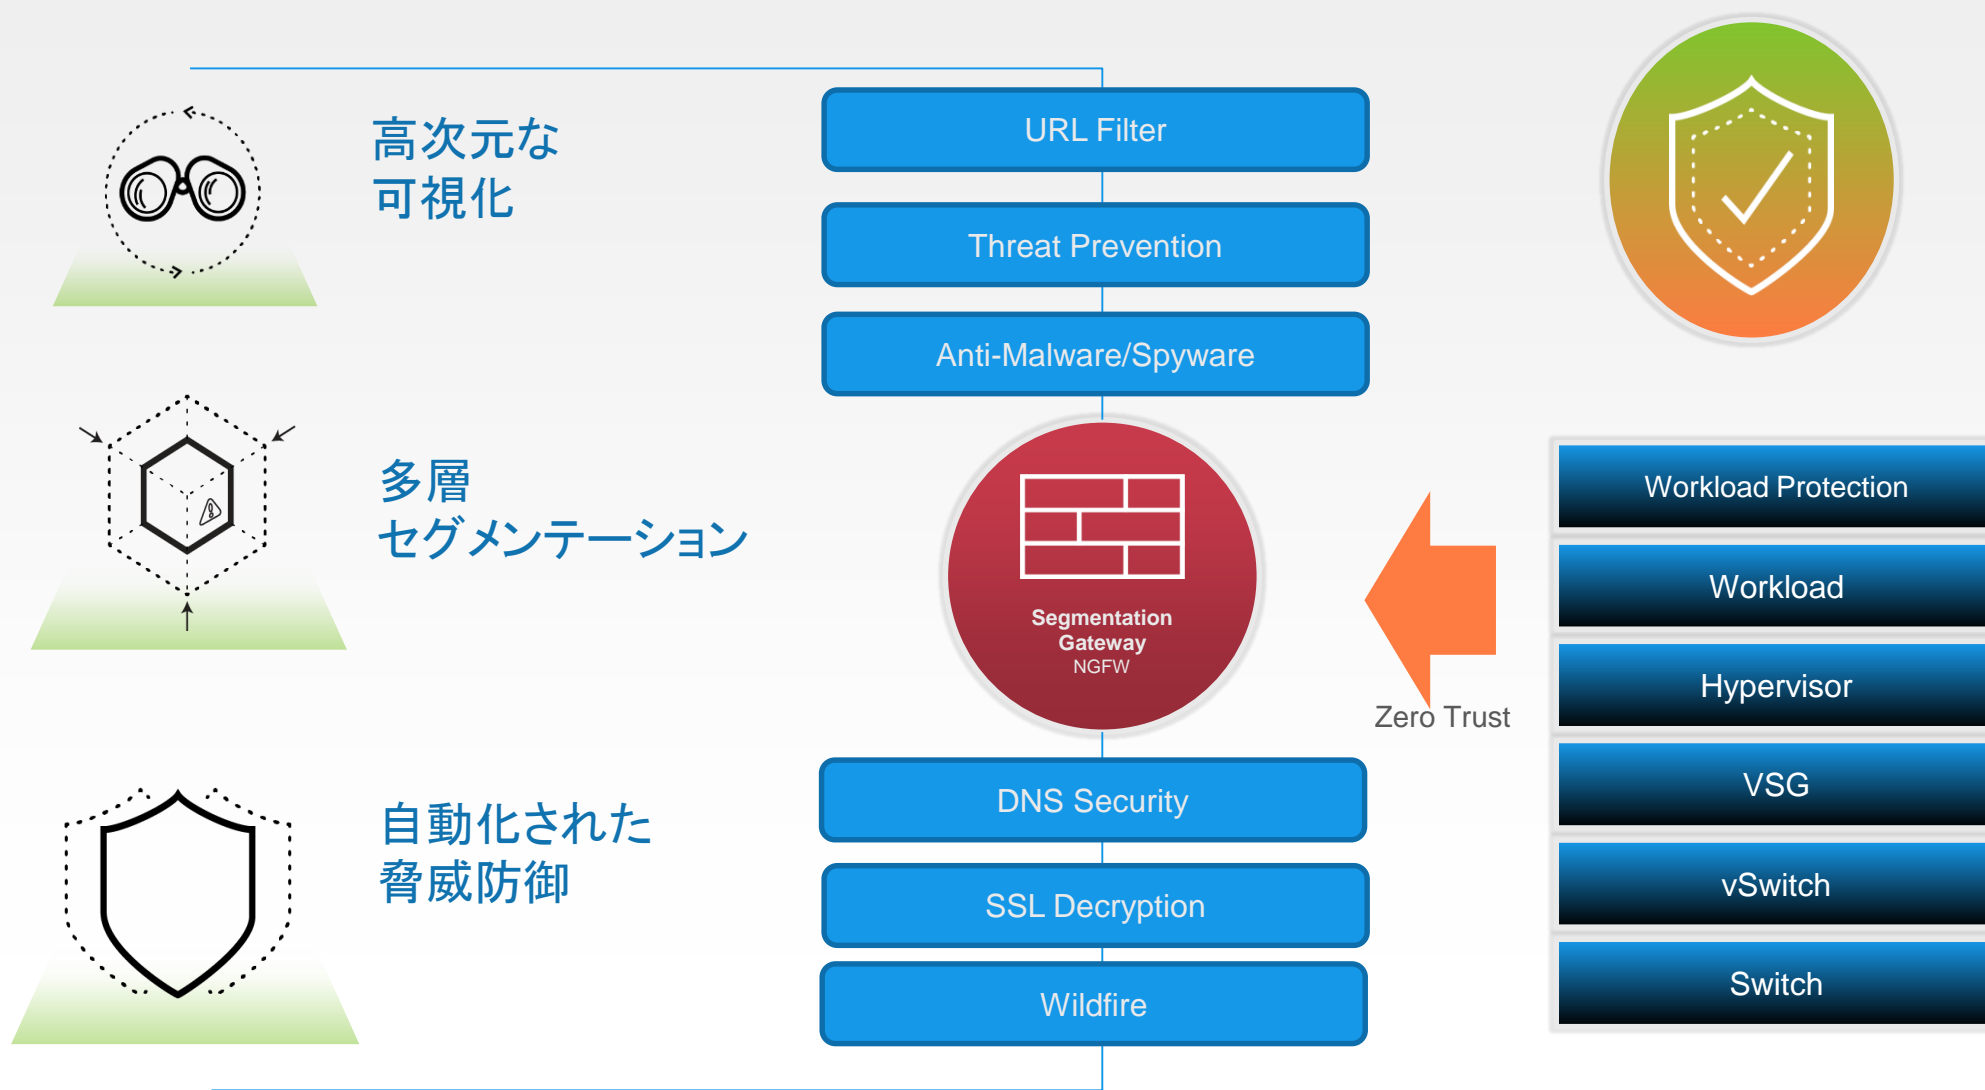 高次元な
可視化
多層
セグメンテーション
自動化された
脅威防御
URL Filter
Threat Prevention
Anti-Malware/Spyware
Segmentation
Gateway
NGFW
DNS Security
SSL Decryption
Wildfire
Zero Trust
Workload Protection
Workload
Hypervisor
VSG
vSwitch
Switch